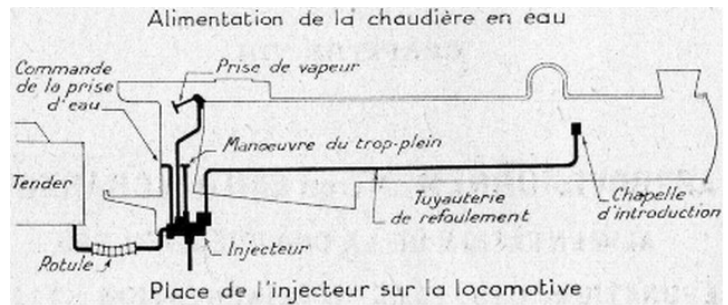 Alimentation de la chaudière en eau
Commande
de la prise
d'eau
Prise de vapeur
Manœuvre du trop-plein
Tender
Tuyauterie
de refoulement
Chapelle
d'introduction
Injecteur
Rotule
Place de l'injecteur sur la locomotive